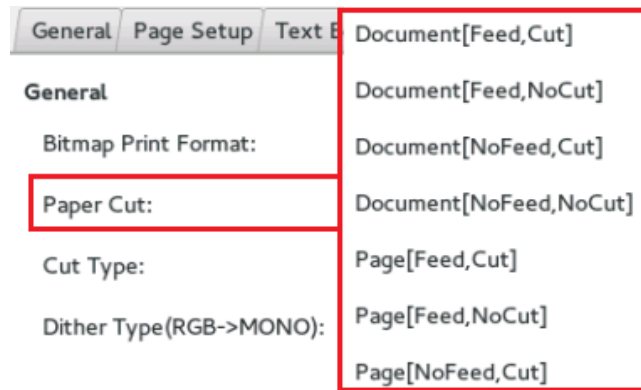 General Page Setup Text
General
Bitmap Print Format:
Paper Cut:
Cut Type:
Dither Type(RGB->MONO):
Document[Feed,Cut]
Document[Feed,NoCut]
Document[NoFeed,Cut]
Document[NoFeed,NoCut]
Page[Feed,Cut]
Page[Feed,NoCut]
Page[NoFeed,Cut]